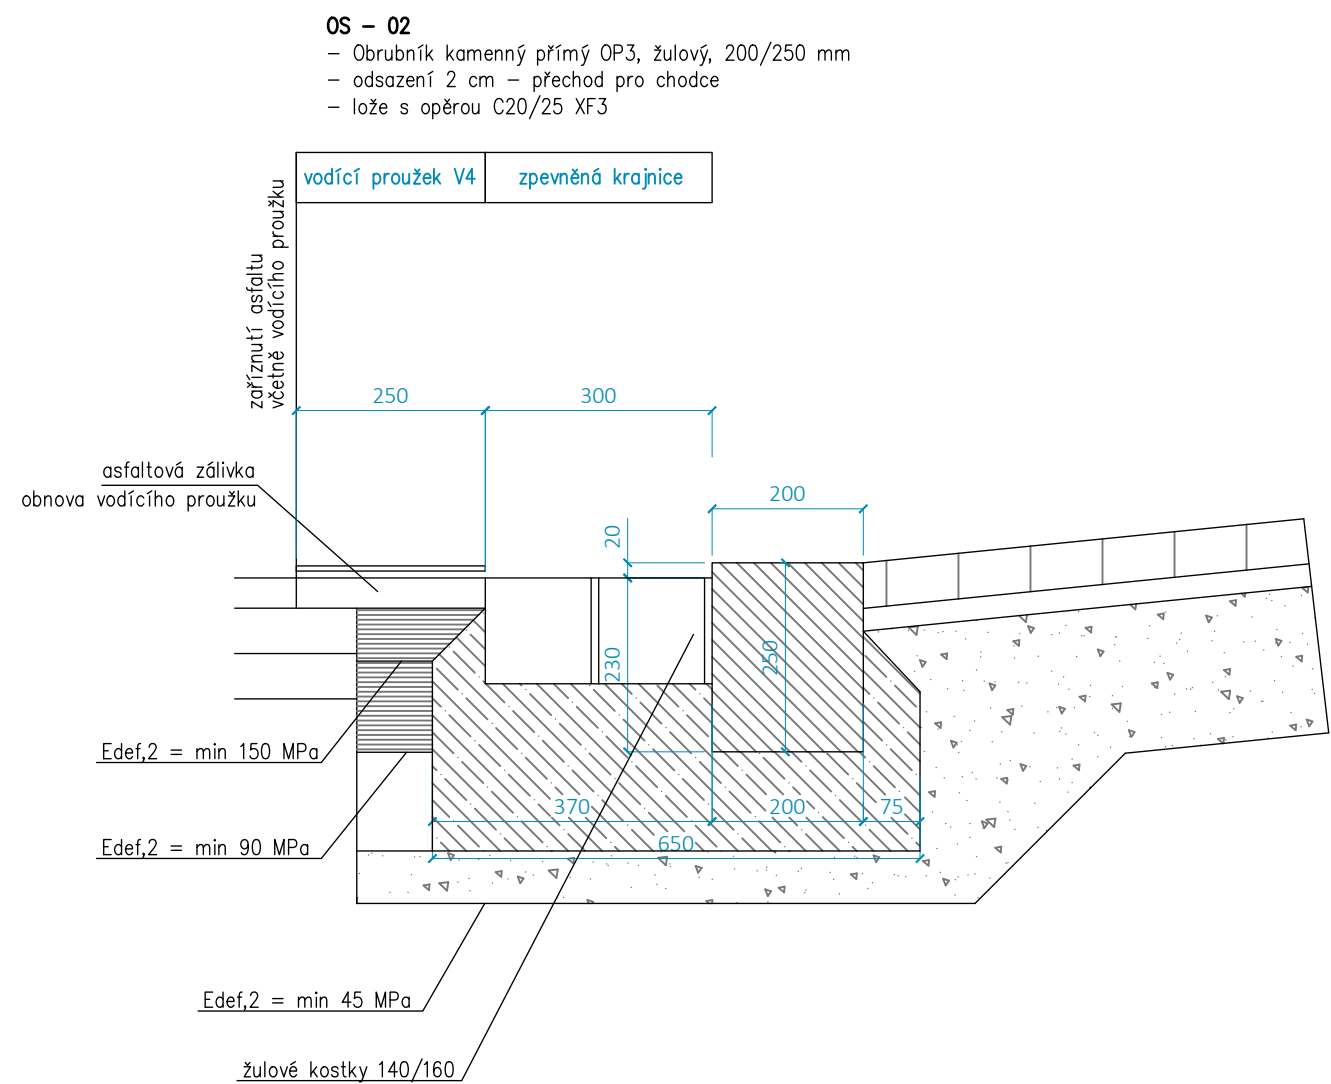 OS - 02
- Obrubník kamenný přímý OP3, žulový, 200/250 mm
- odsazení 2 cm - přechod pro chodce
- lože s opěrou C20/25 XF3
vodící proužek V4
zpevněná krajnice
zaříznutí asfaltu
včetně vodícího proužku
250
300
asfaltová zálivka
obnova vodícího proužku
200
20
230
250
Edef,2 = min 150 MPa
370
200
75
Edef,2 = min 90 MPa
650
Edef,2 = min 45 MPa
žulové kostky 140/160